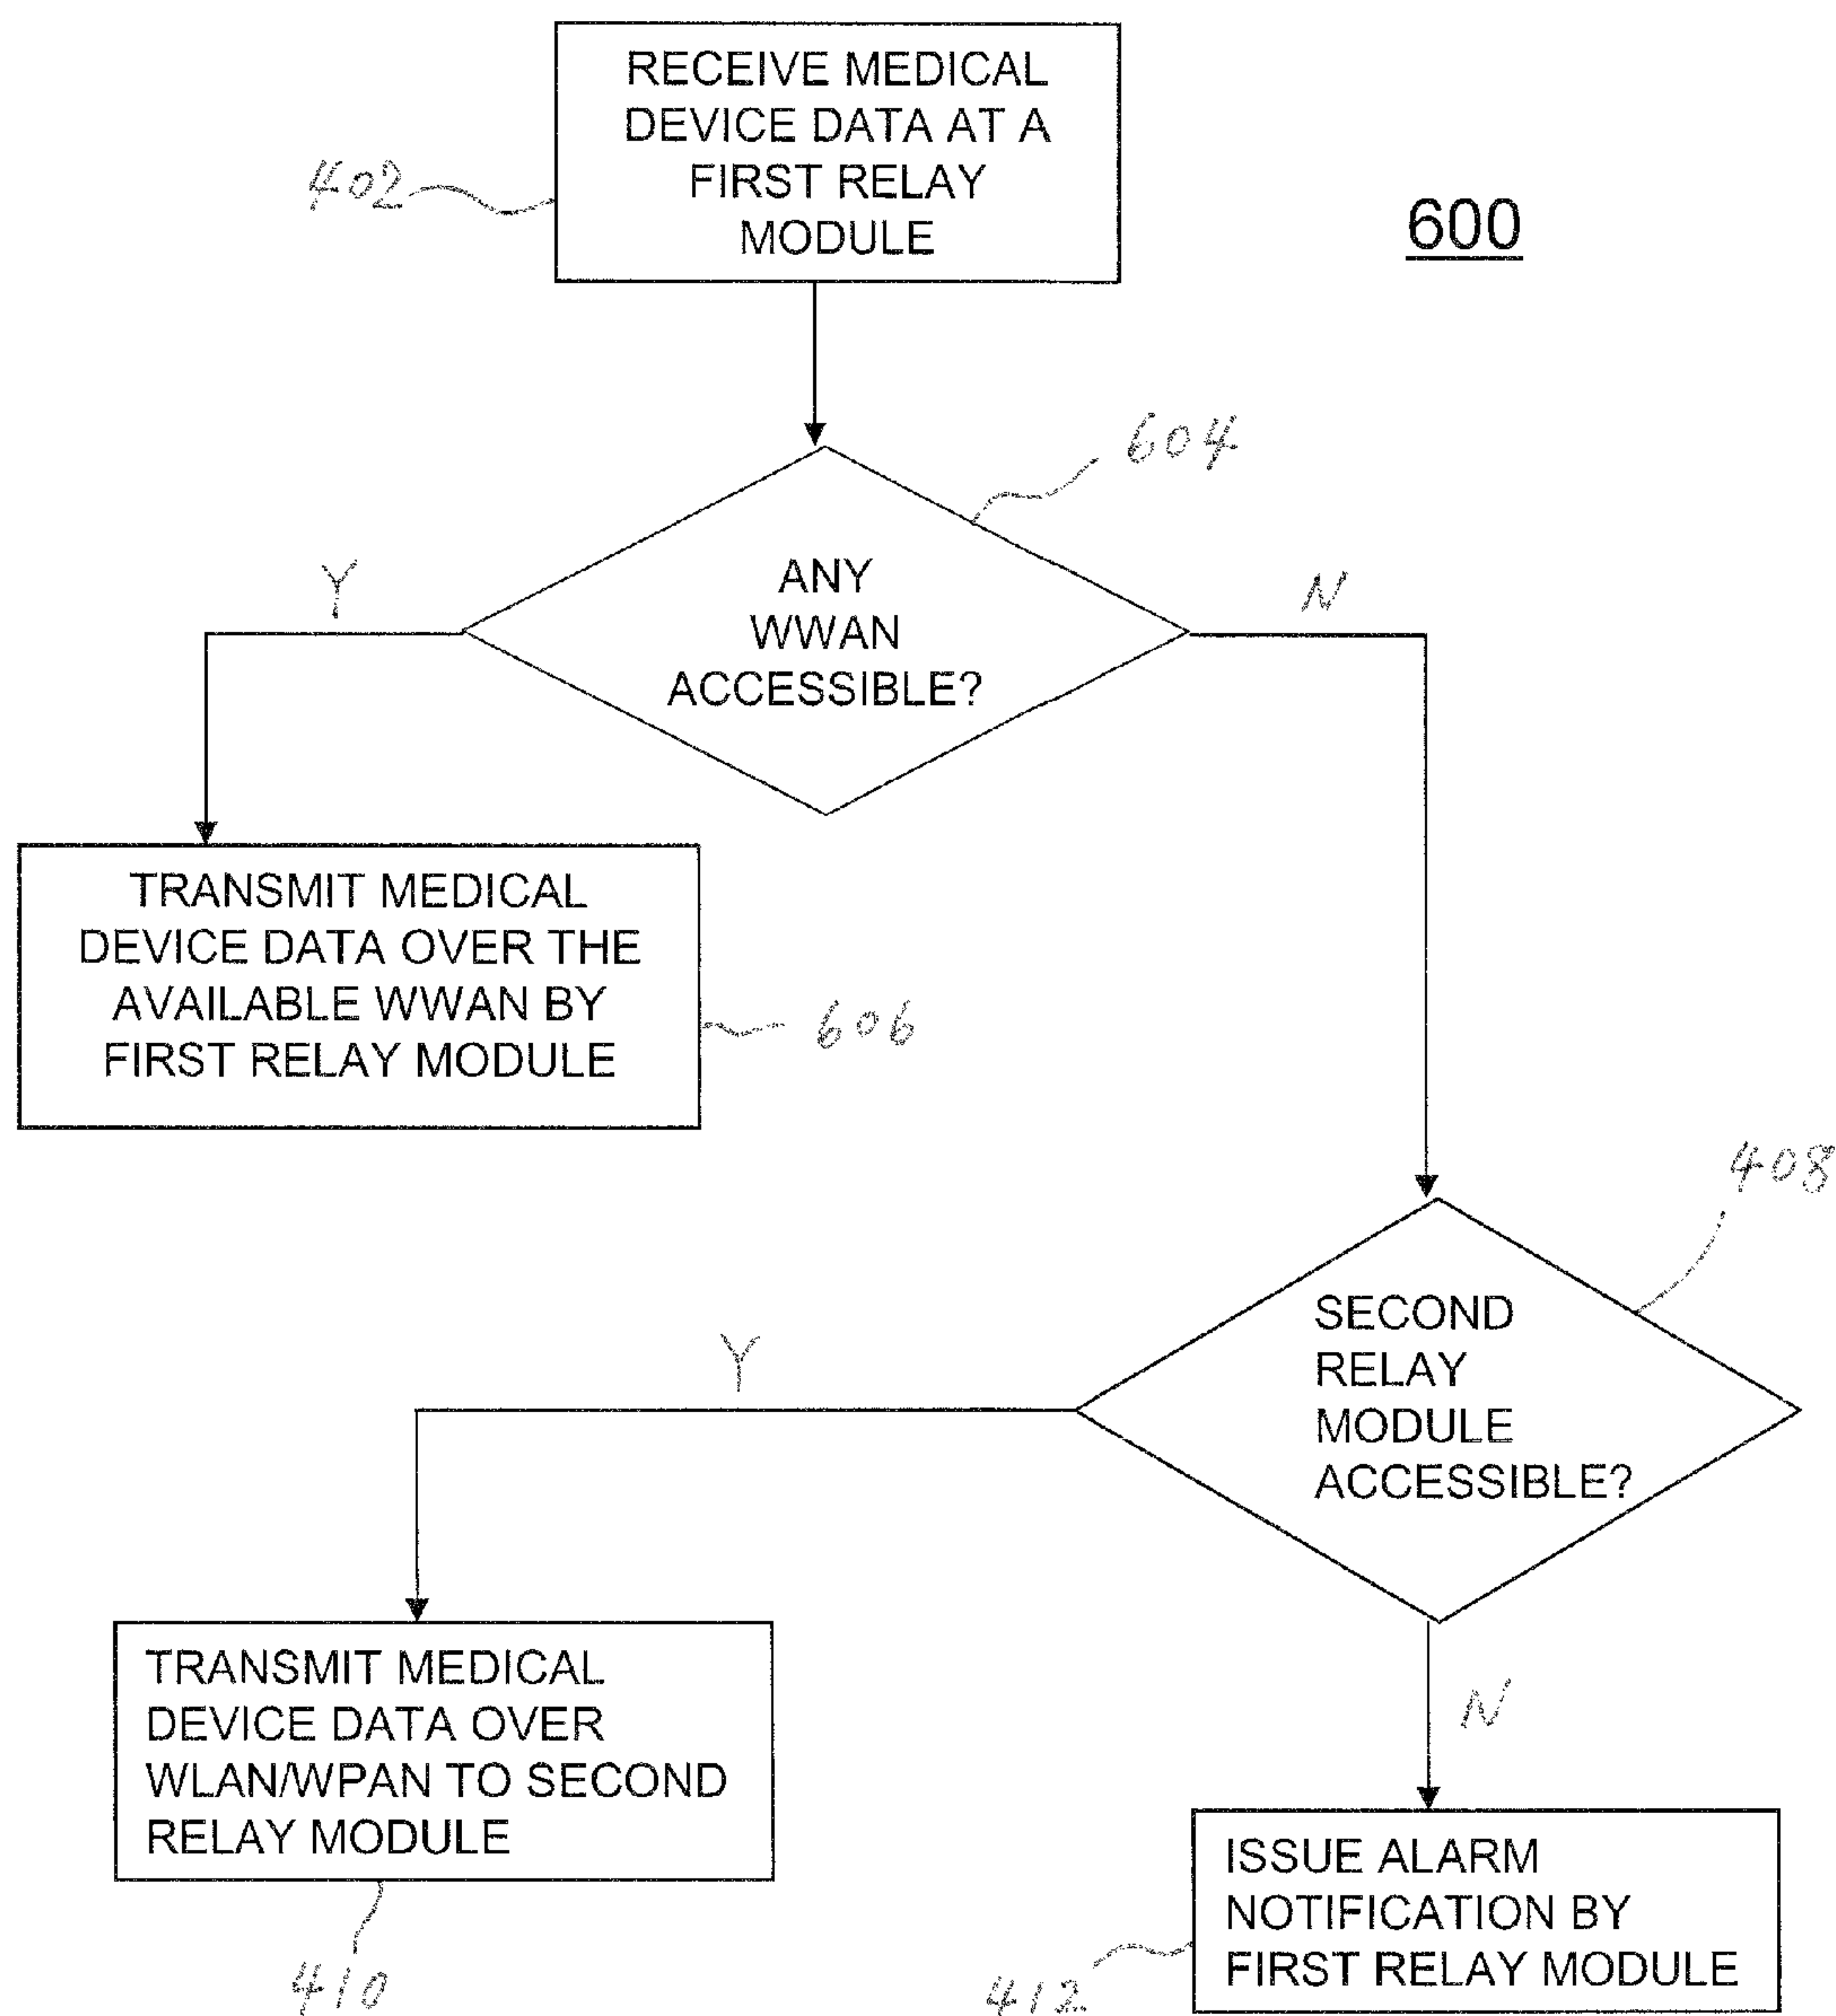 RECEIVE MEDICAL
DEVICE DATA AT A
FIRST RELAY
MODULE
402
600
604
ANY
WWAN
ACCESSIBLE?
Y
N
TRANSMIT MEDICAL
DEVICE DATA OVER THE
AVAILABLE WWAN BY
FIRST RELAY MODULE
606
408
SECOND
RELAY
MODULE
ACCESSIBLE?
Y
N
TRANSMIT MEDICAL
DEVICE DATA OVER
WLAN/WPAN TO SECOND
RELAY MODULE
410
ISSUE ALARM
NOTIFICATION BY
FIRST RELAY MODULE
412